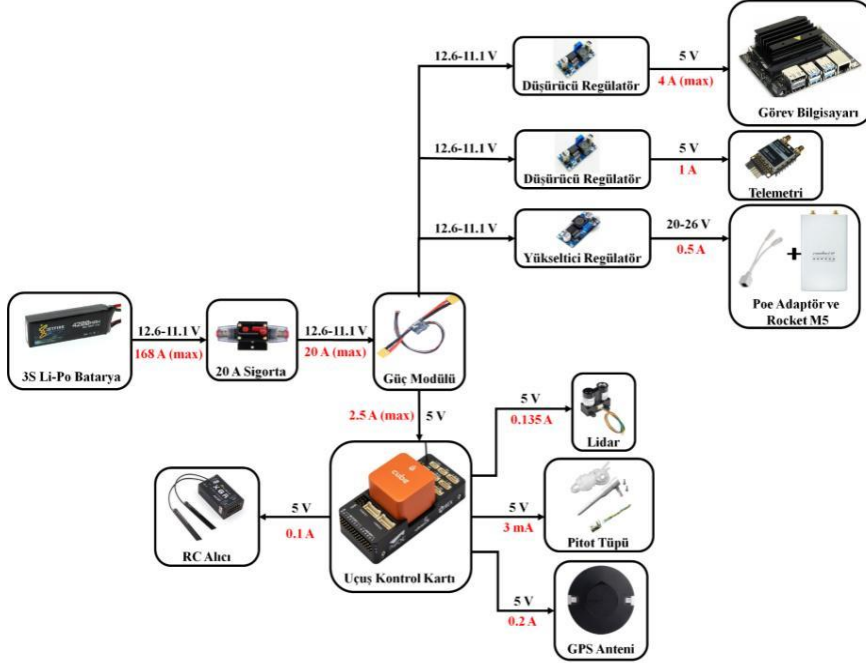 12.6-11.1 V
Düşürücü Regülatör
5 V
4 A (max)
Görev Bilgisayarı
12.6-11.1 V
Düşürücü Regülatör
5 V
1 A
Telemetri
12.6-11.1 V
Yükseltici Regülatör
20-26 V
0.5 A
+
Poe Adaptör ve
Rocket M5
4200
3S Li-Po Batarya
12.6-11.1 V
168 A (max)
20 A Sigorta
12.6-11.1 V
20 A (max)
Güç Modülü
2.5 A (max)
5 V
cube
Uçuş Kontrol Kartı
5 V
0.1 A
RC Alıcı
5 V
0.135 A
Lidar
5 V
3 mA
Pitot Tüpü
5 V
0.2 A
GPS Anteni